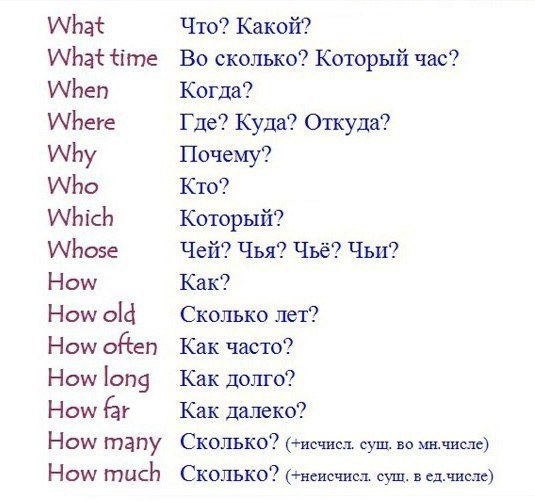 What Что? Какой?
What time Во сколько? Который час?
When Когда?
Where Где? Куда? Откуда?
Why Почему?
Who Кто?
Which Который?
Whose Чей? Чья? Чьё? Чьи?
How Как?
How old Сколько лет?
How often Как часто?
How long Как долго?
How far Как далеко?
How many Сколько? (+исчисл. сущ. во мн.числе)
How much Сколько? (+неисчисл. сущ. в ед.числе)